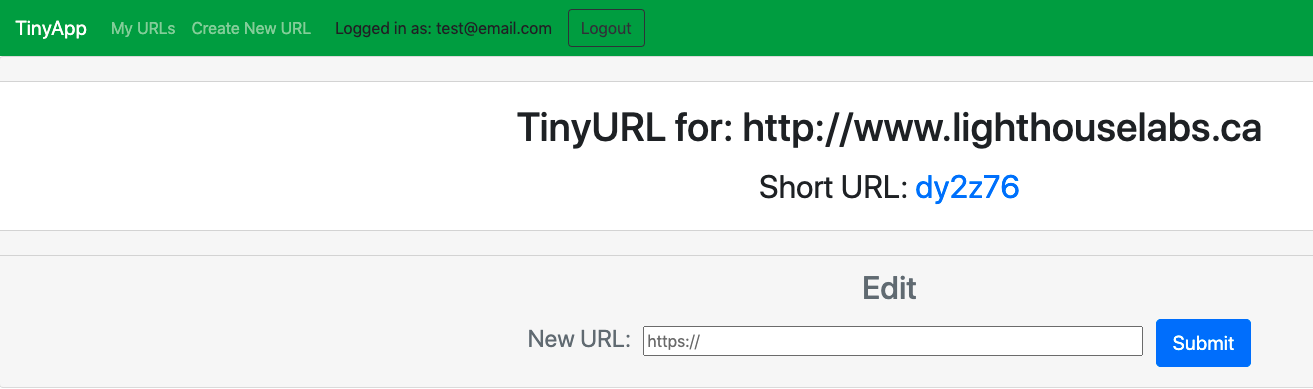 TinyApp My URLs Create New URL Logged in as: test@email.com Logout
TinyURL for: http://www.lighthouselabs.ca
Short URL: dy2z76
Edit
New URL: https:// Submit